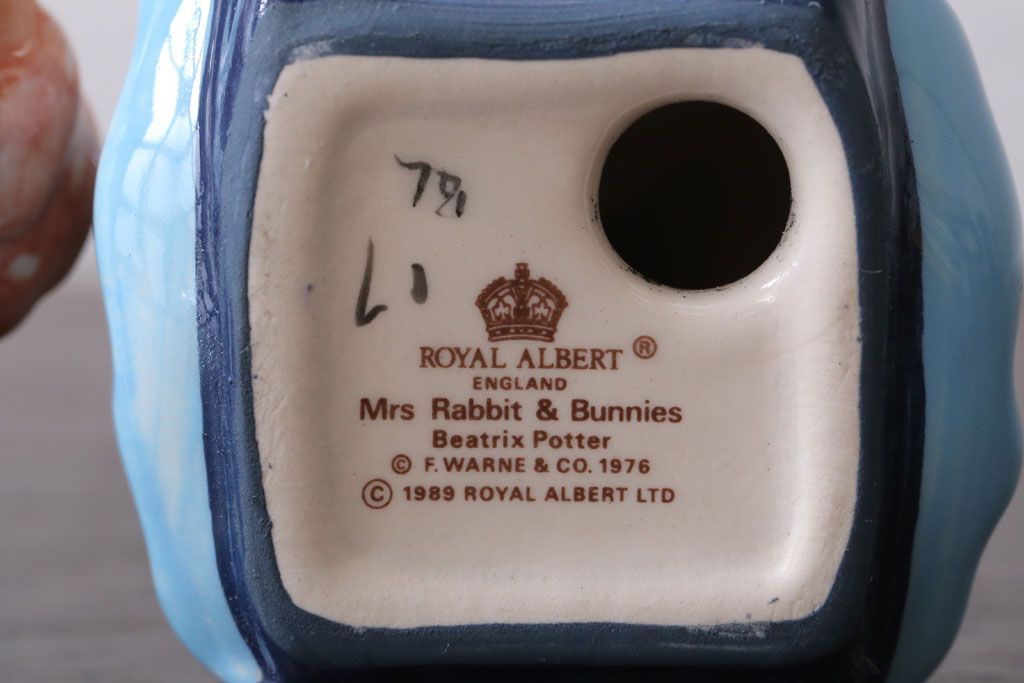 ROYAL ALBERT ®
ENGLAND
Mrs Rabbit & Bunnies
Beatrix Potter
© F. WARNE & CO. 1976
© 1989 ROYAL ALBERT LTD